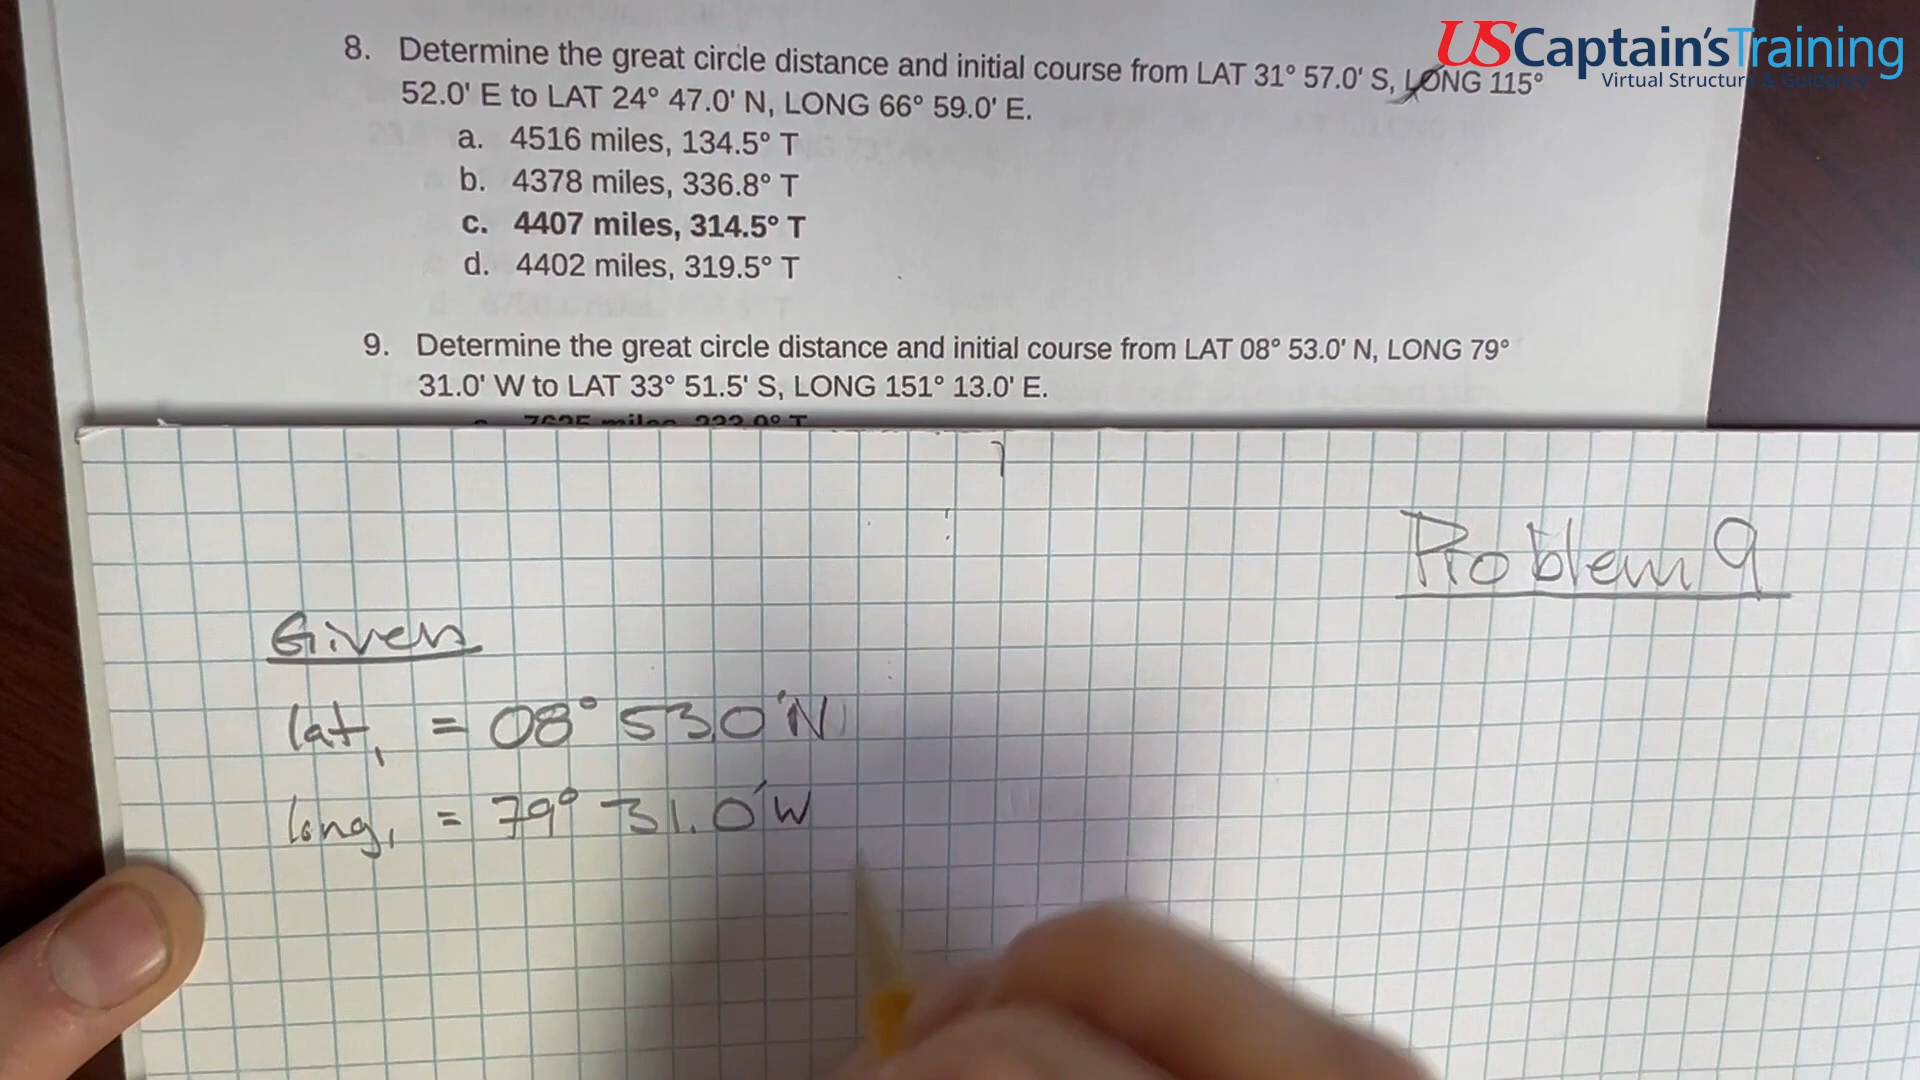 USCaptain'sTraining
Virtual Structure & Guidance
8. Determine the great circle distance and initial course from LAT 31° 57.0' S, LONG 115°
52.0' E to LAT 24° 47.0' N, LONG 66° 59.0' E.
a. 4516 miles, 134.5° T
b. 4378 miles, 336.8° T
c. 4407 miles, 314.5° T
d. 4402 miles, 319.5° T
9. Determine the great circle distance and initial course from LAT 08° 53.0' N, LONG 79°
31.0' W to LAT 33° 51.5' S, LONG 151° 13.0' E.
Problem 9
Given
lat₁ = 08° 53.0'N
long₁ = 79° 31.0'W